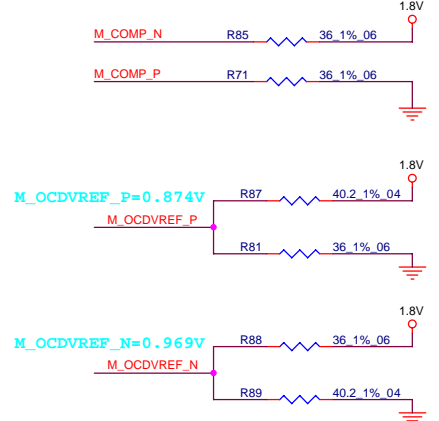 1.8V
M_COMP_N R85 36_1%_06
M_COMP_P R71 36_1%_06
1.8V
M_OCDVREF_P=0.874V R87 40.2_1%_04
M_OCDVREF_P
R81 36_1%_06
1.8V
M_OCDVREF_N=0.969V R88 36_1%_06
M_OCDVREF_N
R89 40.2_1%_04